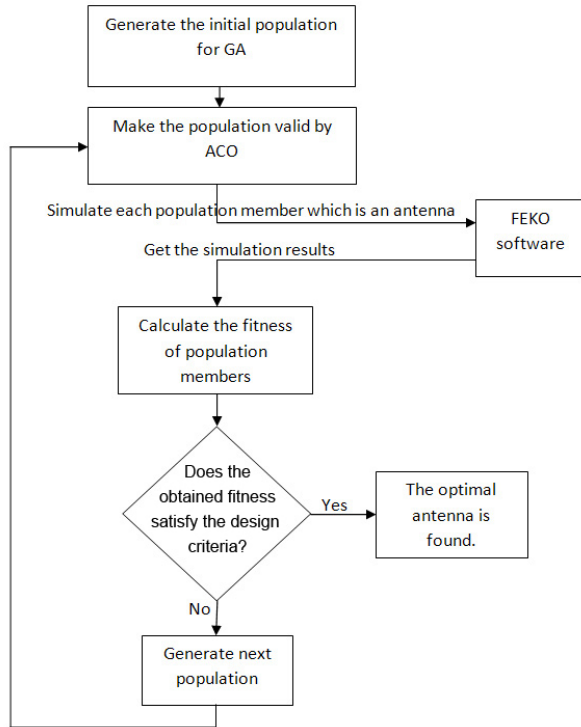 Generate the initial population
for GA
Make the population valid by
ACO
Simulate each population member which is an antenna
FEKO
software
Get the simulation results
Calculate the fitness
of population
members
Does the
obtained fitness
satisfy the design
criteria?
Yes
The optimal
antenna is
found.
No
Generate next
population